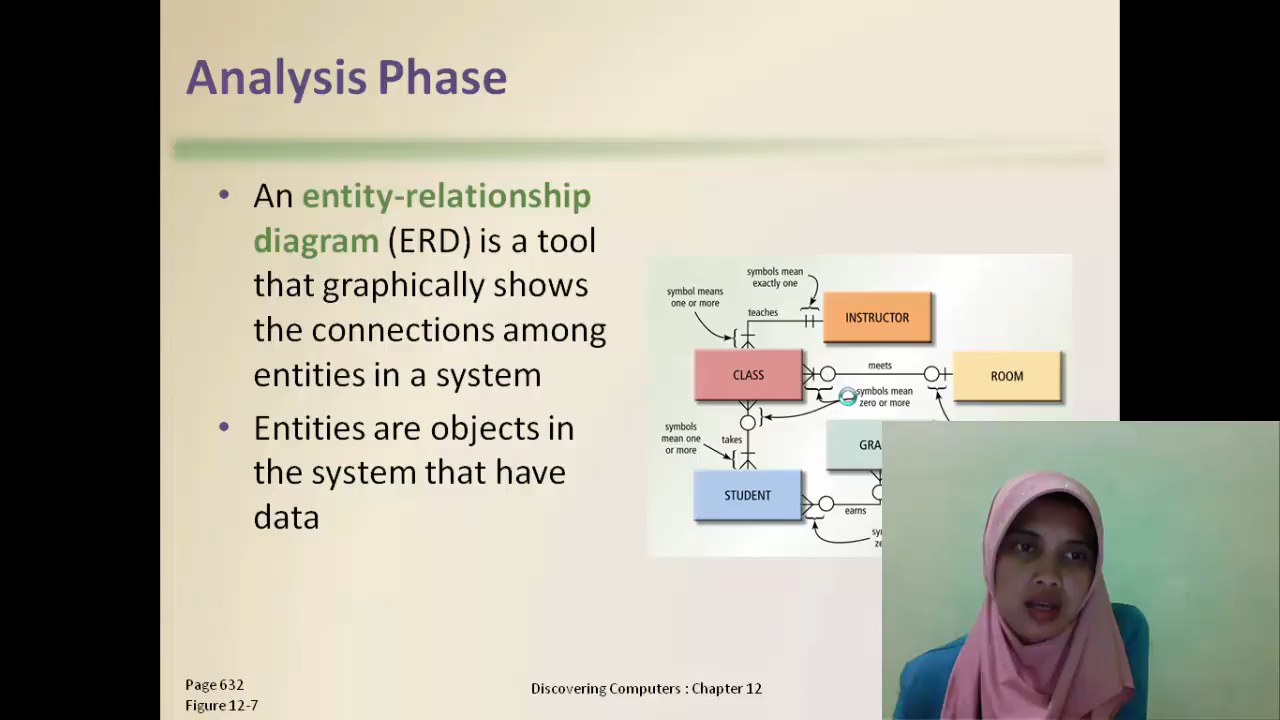 Analysis Phase
• An entity-relationship
diagram (ERD) is a tool
that graphically shows
the connections among
entities in a system
• Entities are objects in
the system that have
data
symbols mean
exactly one
symbol means
one or more
teaches
INSTRUCTOR
CLASS
meets
ROOM
symbols mean
zero or more
symbols
mean one
or more
takes
GRA
STUDENT
earns
Page 632
Figure 12-7
Discovering Computers : Chapter 12